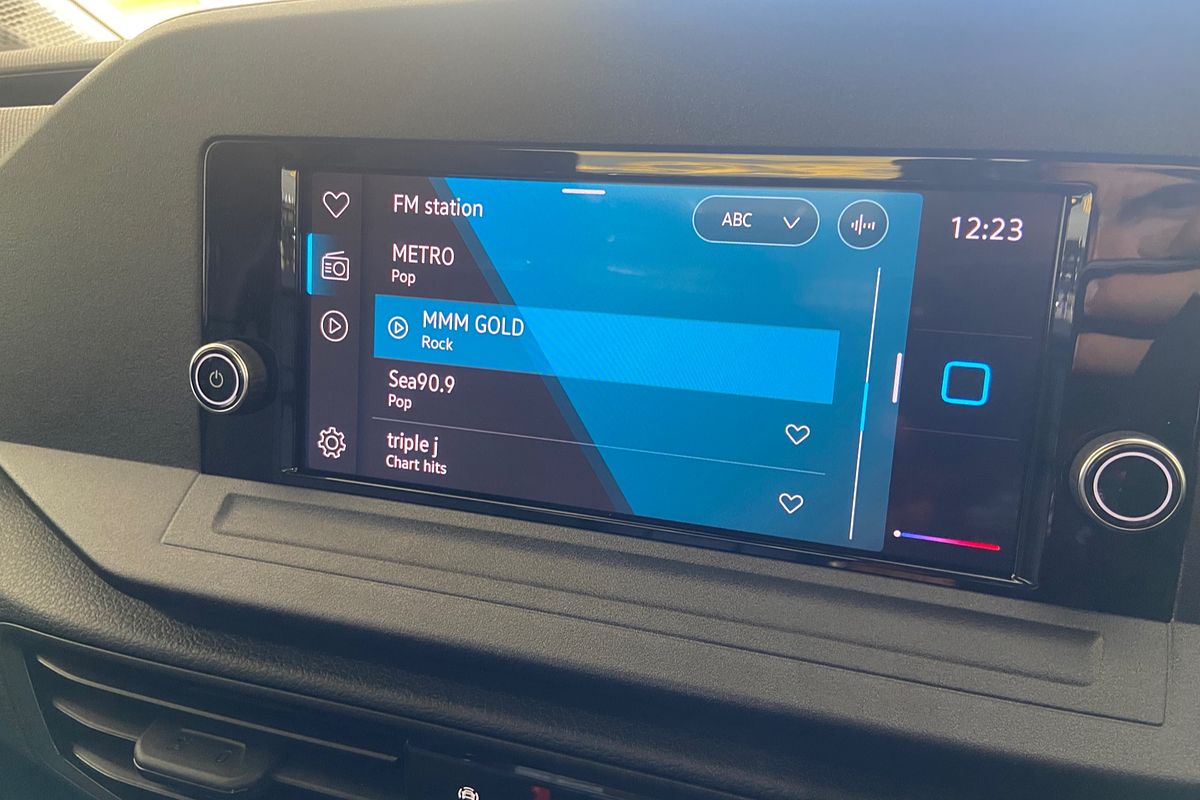 FM station
ABC
12:23
METRO
Pop
MMM GOLD
Rock
Sea90.9
Pop
triple j
Chart hits